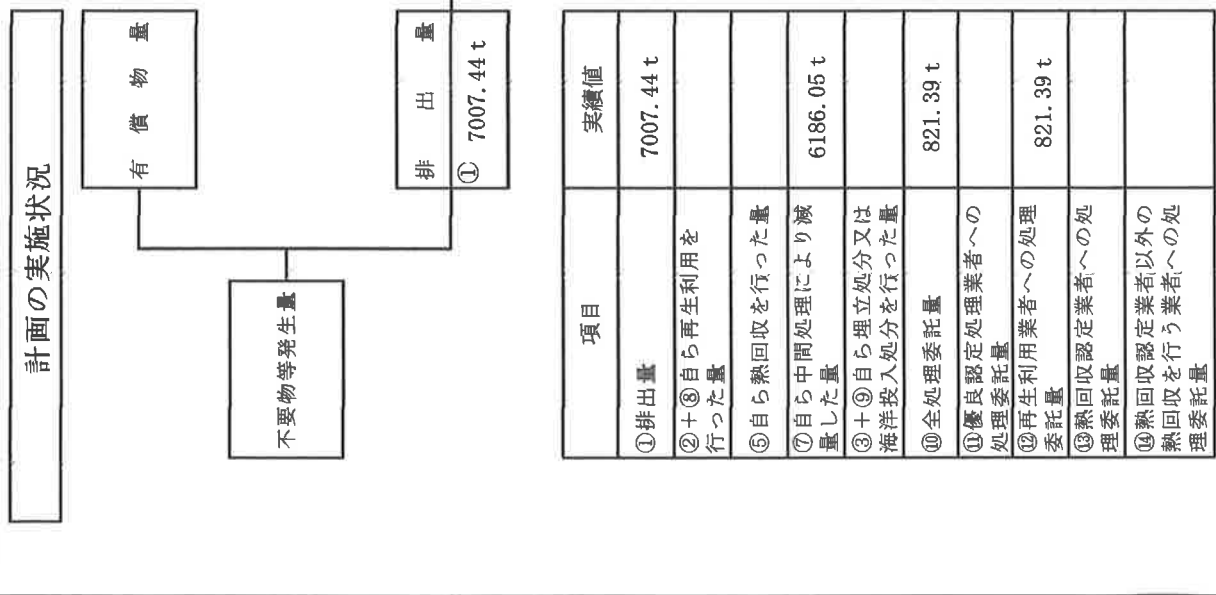 計画の実施状況
有償物量
不要物等発生量
排出量
① 7007.44 t
項目
実績値
①排出量
7007.44 t
②+⑧自ら再生利用を
行った量
⑤自ら熱回収を行った量
⑦自ら中間処理により減
量した量
6186.05 t
③+⑨自ら埋立処分又は
海洋投入処分を行った量
⑩全処理委託量
821.39 t
⑪優良認定処理業者への
処理委託量
⑫再生利用業者への処理
委託量
821.39 t
⑬熱回収認定業者への処
理委託量
⑭熱回収認定業者以外の
熱回収を行う業者への処
理委託量